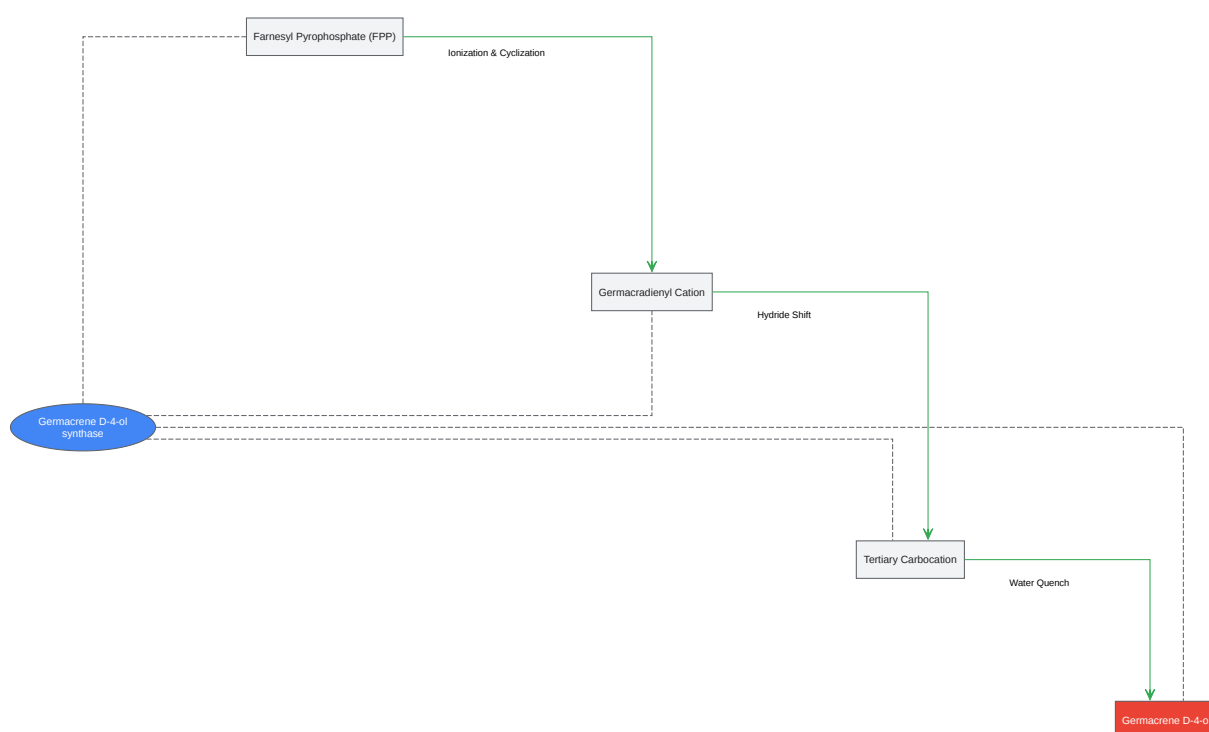 Farnesyl Pyrophosphate (FPP)
Ionization & Cyclization
Germacradienyl Cation
Hydride Shift
Germacrene D-4-ol
synthase
Tertiary Carbocation
Water Quench
Germacrene D-4-o